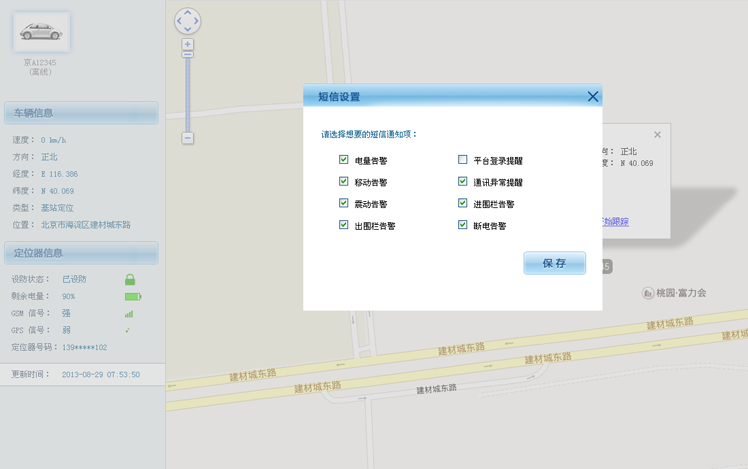 京A12345
(离线)
车辆信息
速度： 0 km/h
方向： 正北
经度： E 116.386
纬度： N 40.069
类型： 基站定位
位置： 北京市海淀区建材城东路
定位器信息
设防状态： 已设防
剩余电量： 90%
GSM 信号： 强
GPS 信号： 弱
定位器号码：139*****102
更新时间： 2013-08-29 07:53:50
短信设置
请选择想要的短信通知项：
电量告警
平台登录提醒
移动告警
通讯异常提醒
震动告警
进围栏告警
出围栏告警
断电告警
保 存
向： 正北
度： N 40.069
开始跟踪
45
桃园·富力会
建材城东路
建材城东路
建材城东路
建材城东路
建材城东路
建材城东路
建材城东路